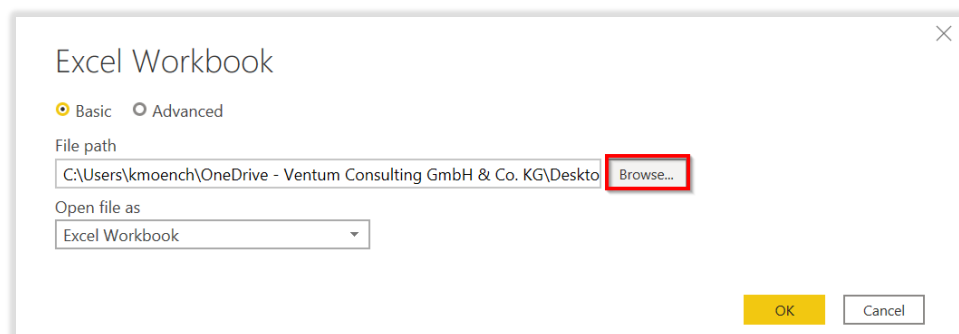 Excel Workbook
Basic Advanced
File path
C:\Users\kmoench\OneDrive - Ventum Consulting GmbH & Co. KG\Deskto Browse...
Open file as
Excel Workbook
OK Cancel